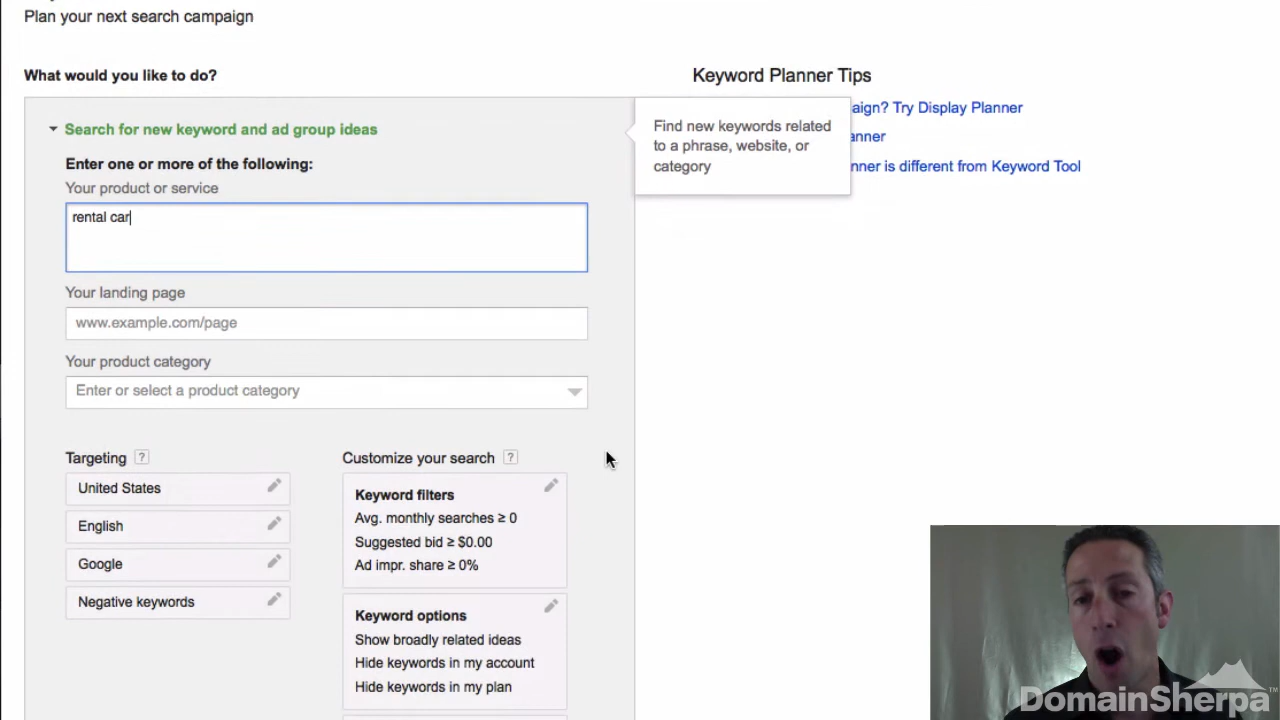 Plan your next search campaign
What would you like to do?
Search for new keyword and ad group ideas
Enter one or more of the following:
Your product or service
rental car
Your landing page
www.example.com/page
Your product category
Enter or select a product category
Targeting ?
United States
English
Google
Negative keywords
Customize your search ?
Keyword filters
Avg. monthly searches ≥ 0
Suggested bid ≥ $0.00
Ad impr. share ≥ 0%
Keyword options
Show broadly related ideas
Hide keywords in my account
Hide keywords in my plan
Keyword Planner Tips
Find new keywords related
to a phrase, website, or
category
? Try Display Planner
is different from Keyword Tool
DomainSherpa™